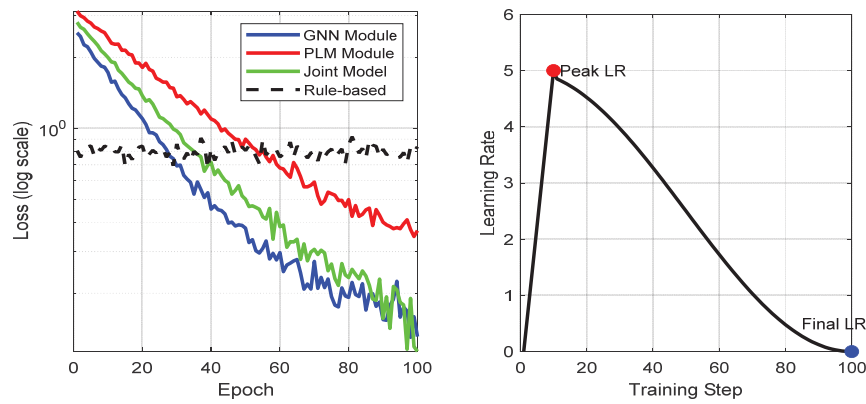 GNN Module
PLM Module
Joint Model
Rule-based
10^0
Loss (log scale)
0 20 40 60 80 100
Epoch
6
5
4
3
2
1
0
Learning Rate
Peak LR
Final LR
0 20 40 60 80 100
Training Step